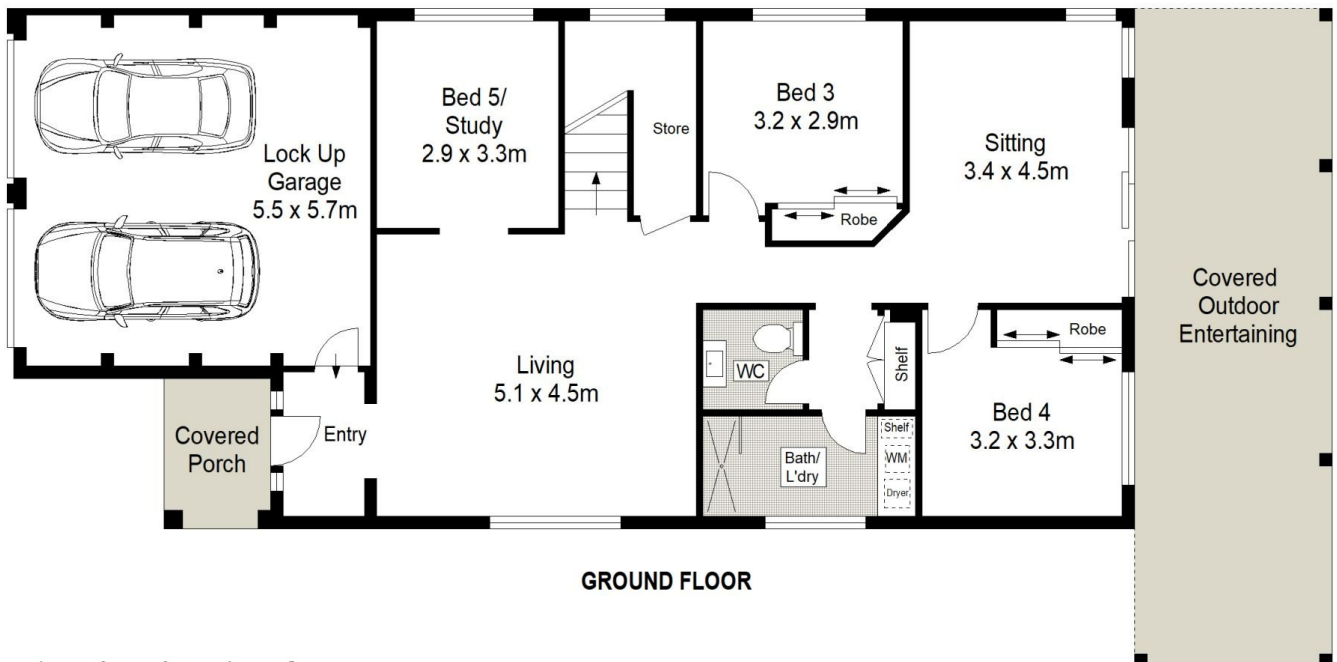 Lock Up
Garage
5.5 x 5.7m
Bed 5/
Study
2.9 x 3.3m
Store
Bed 3
3.2 x 2.9m
Robe
Sitting
3.4 x 4.5m
Covered
Outdoor
Entertaining
Covered
Porch
Entry
Living
5.1 x 4.5m
WC
Shelf
Bath/
L'dry
Shelf
WM
Dryer
Robe
Bed 4
3.2 x 3.3m
GROUND FLOOR